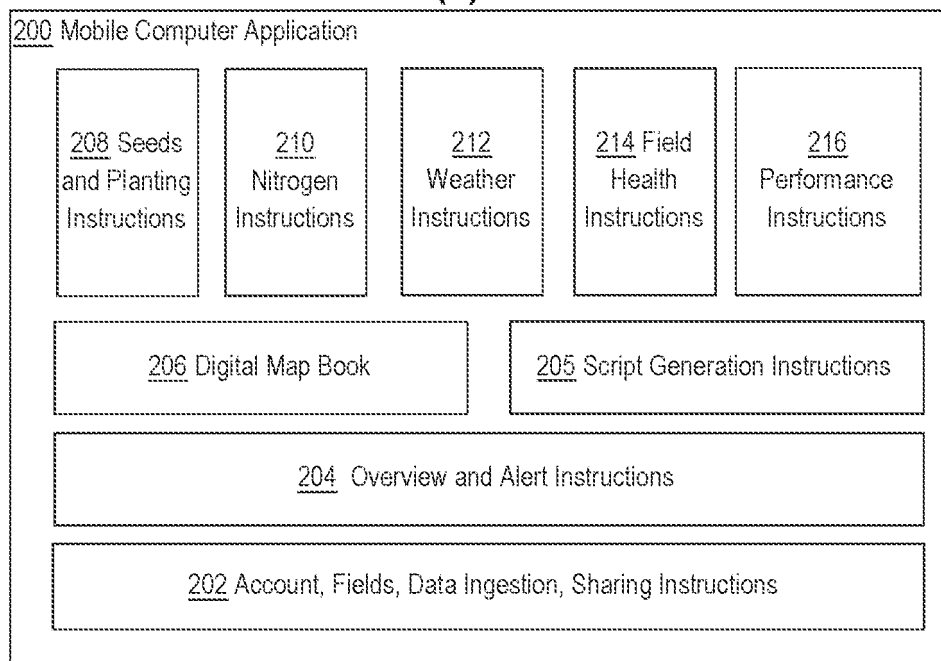 200 Mobile Computer Application
208 Seeds
and Planting
Instructions
210
Nitrogen
Instructions
212
Weather
Instructions
214 Field
Health
Instructions
216
Performance
Instructions
206 Digital Map Book
205 Script Generation Instructions
204 Overview and Alert Instructions
202 Account, Fields, Data Ingestion, Sharing Instructions